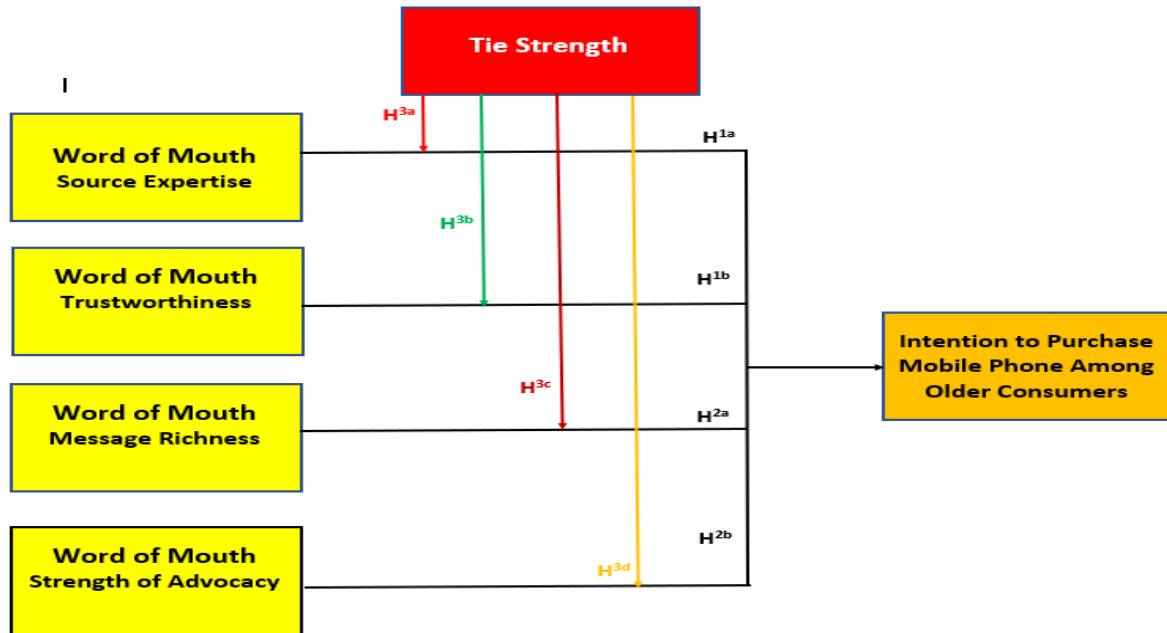 Tie Strength
I
H3a
H1a
Word of Mouth
Source Expertise
H3b
H1b
Word of Mouth
Trustworthiness
Intention to Purchase
Mobile Phone Among
Older Consumers
H3c
H2a
Word of Mouth
Message Richness
H2b
Word of Mouth
Strength of Advocacy
H3d